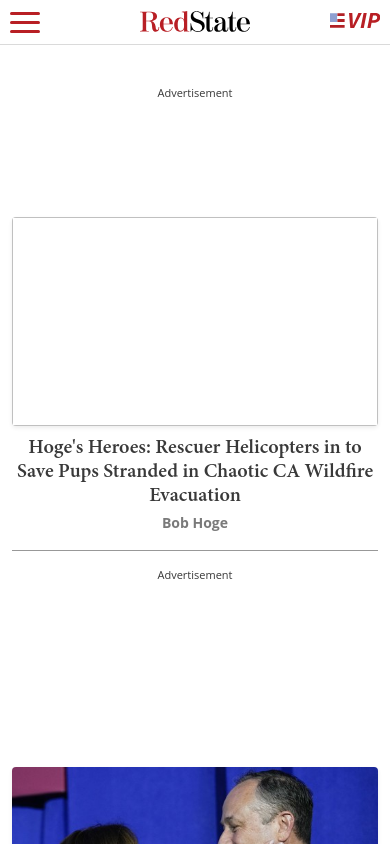 RedState
VIP
Advertisement
Hoge's Heroes: Rescuer Helicopters in to
Save Pups Stranded in Chaotic CA Wildfire
Evacuation
Bob Hoge
Advertisement